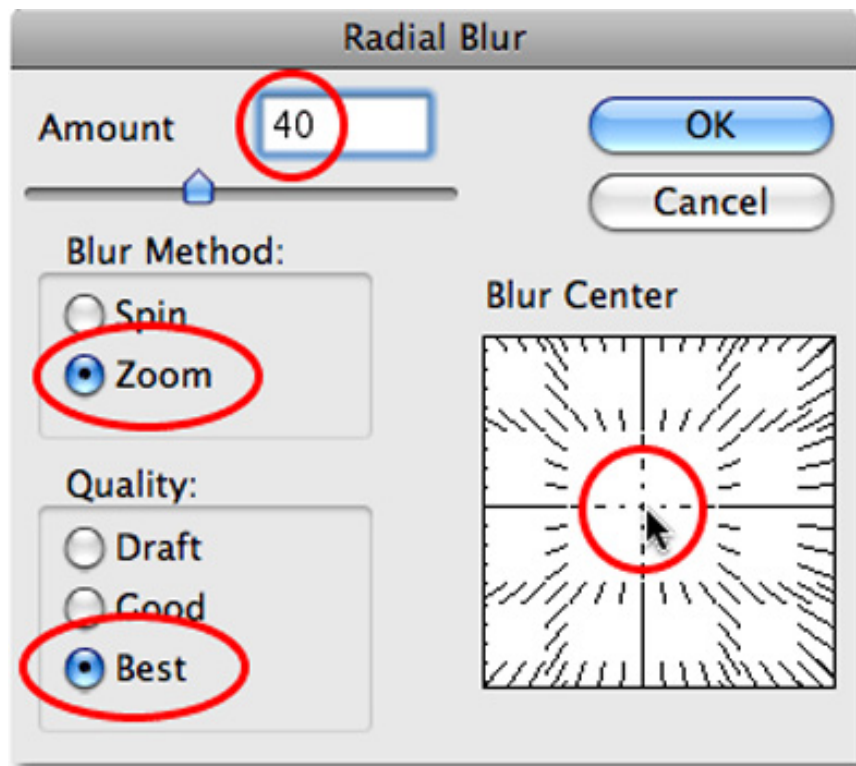 Radial Blur
Amount
40
OK
Cancel
Blur Method:
Spin
Zoom
Blur Center
Quality:
Draft
Good
Best